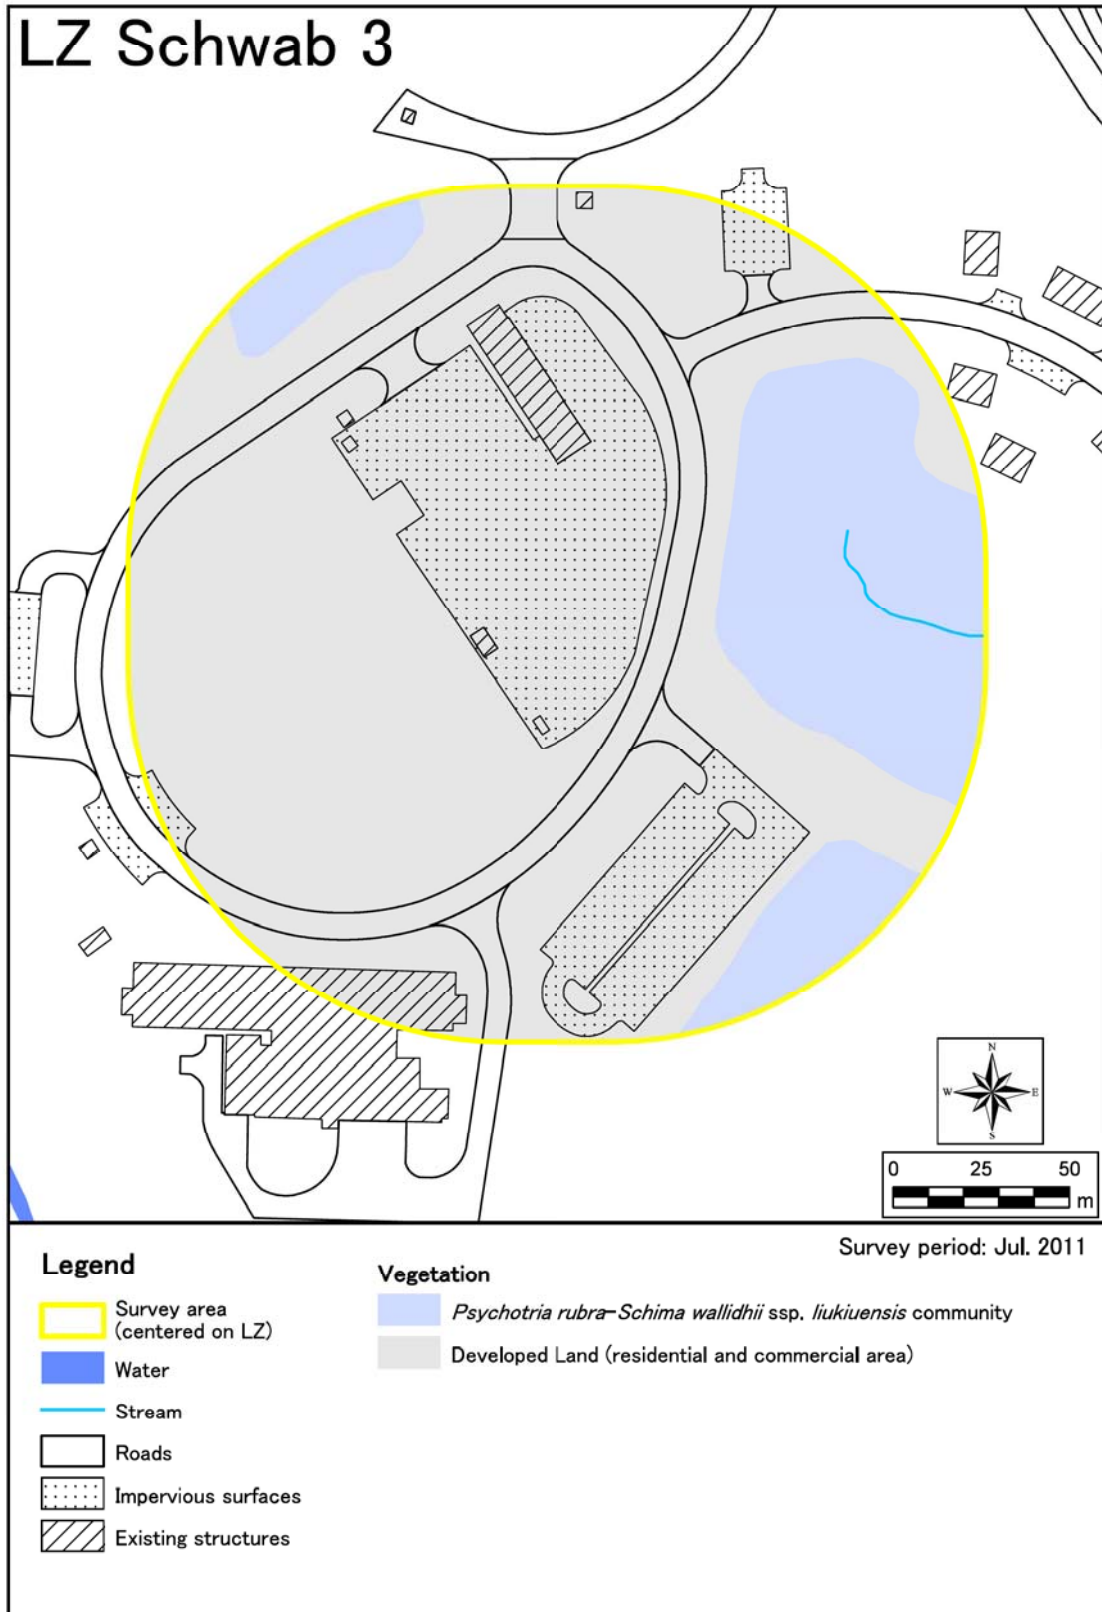 LZ Schwab 3
N
W E
S
0 25 50
m
Survey period: Jul. 2011
Legend
Survey area
(centered on LZ)
Water
Stream
Roads
Impervious surfaces
Existing structures
Vegetation
Psychotria rubra-Schima wallidhii ssp. liukiuensis community
Developed Land (residential and commercial area)